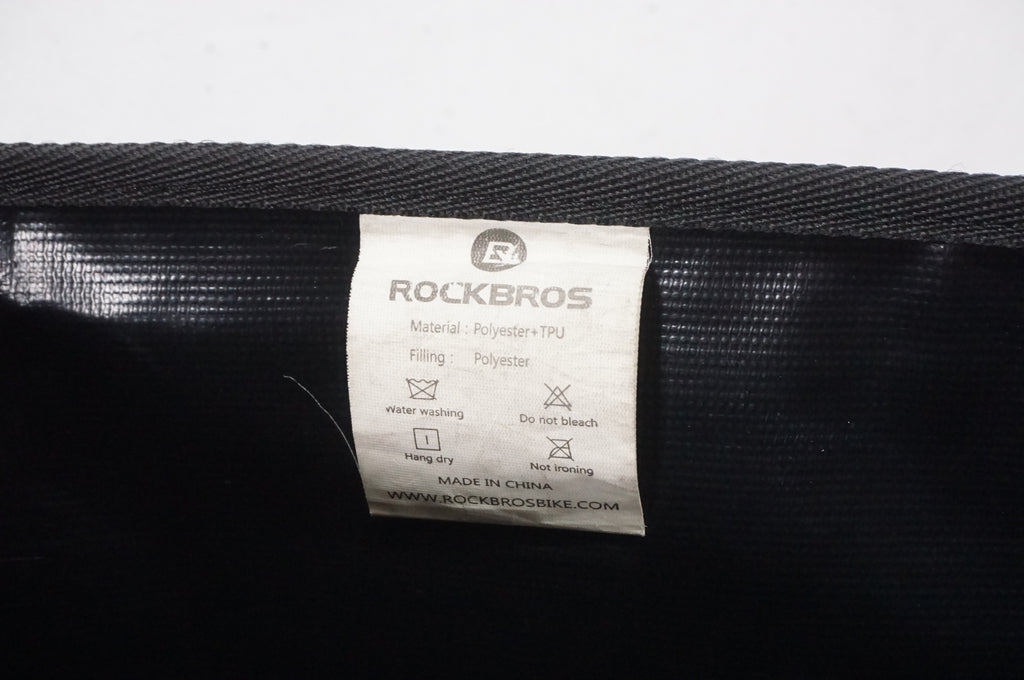 ROCKBROS
Material : Polyester+TPU
Filling : Polyester
Water washing
Do not bleach
Hang dry
Not ironing
MADE IN CHINA
WWW.ROCKBROSBIKE.COM